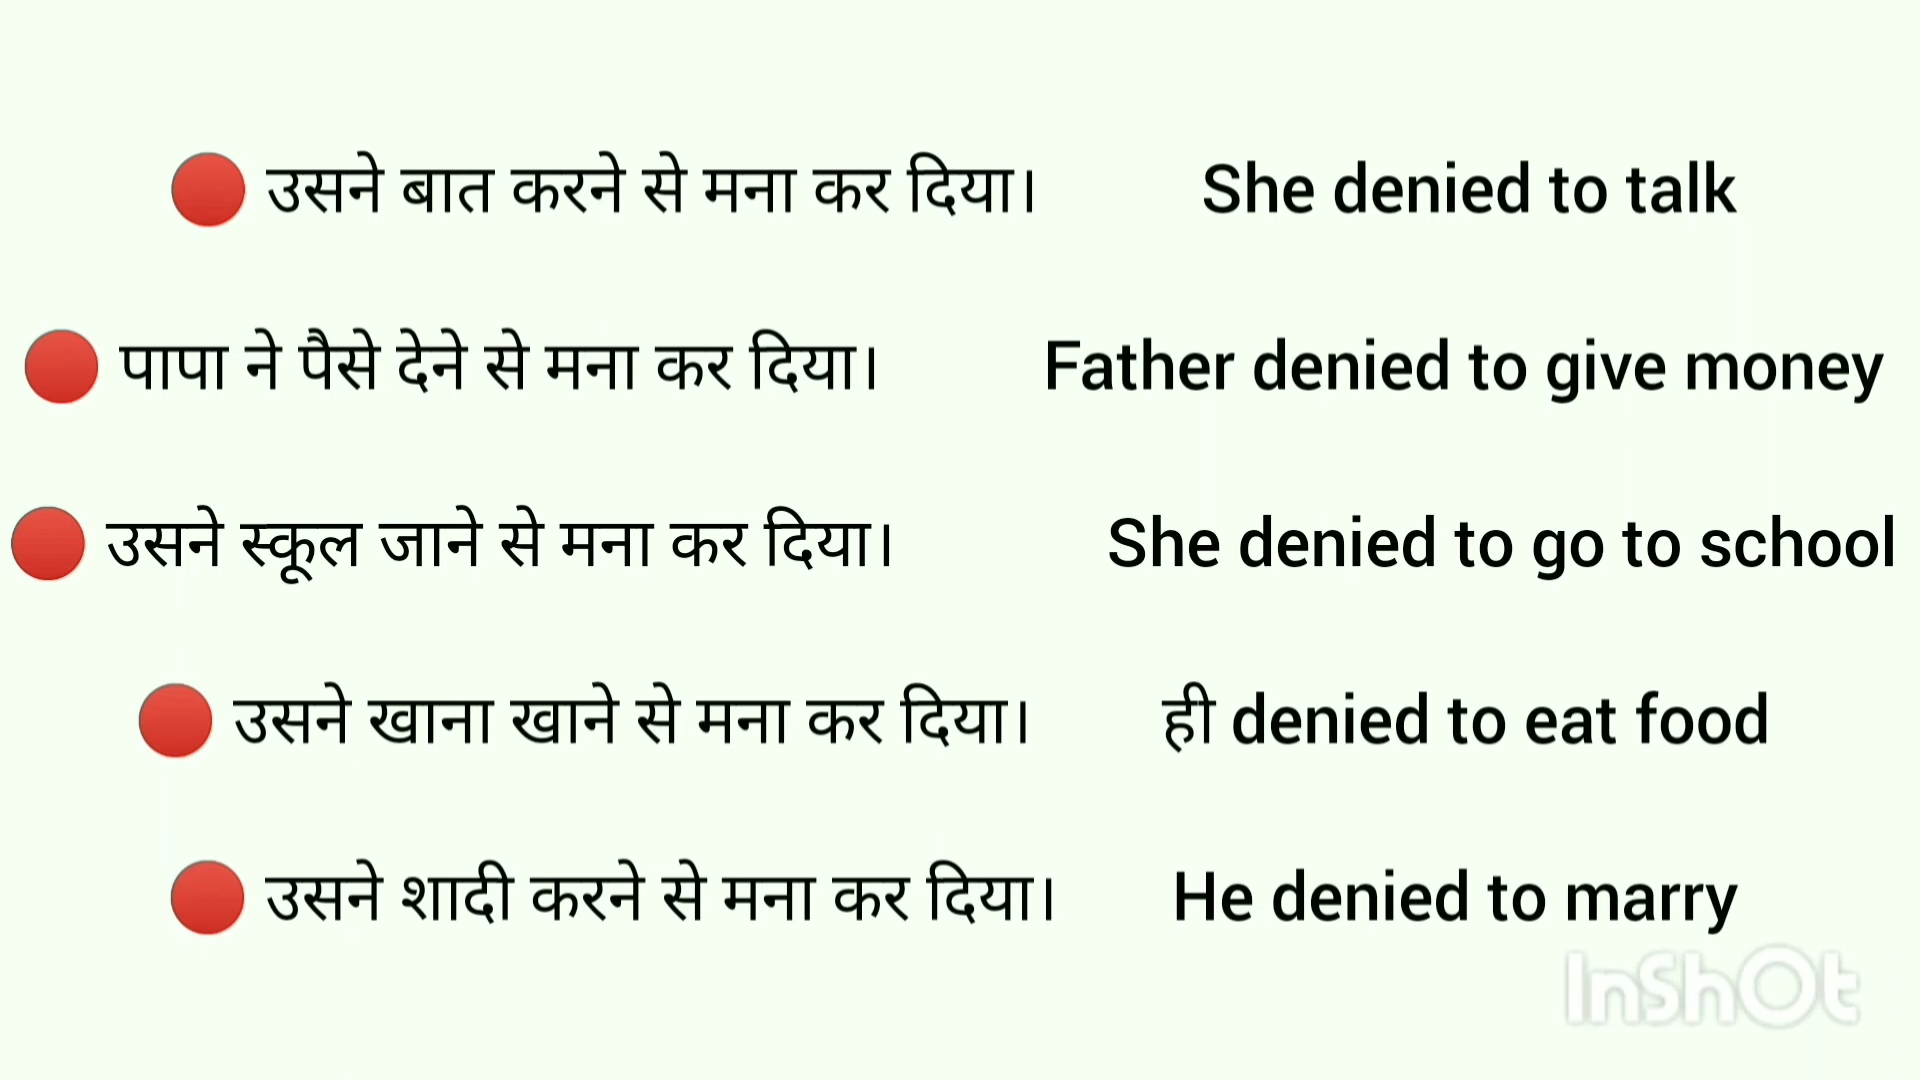 🔴 उसने बात करने से मना कर दिया। She denied to talk
🔴 पापा ने पैसे देने से मना कर दिया। Father denied to give money
🔴 उसने स्कूल जाने से मना कर दिया। She denied to go to school
🔴 उसने खाना खाने से मना कर दिया। ही denied to eat food
🔴 उसने शादी करने से मना कर दिया। He denied to marry
InShOt